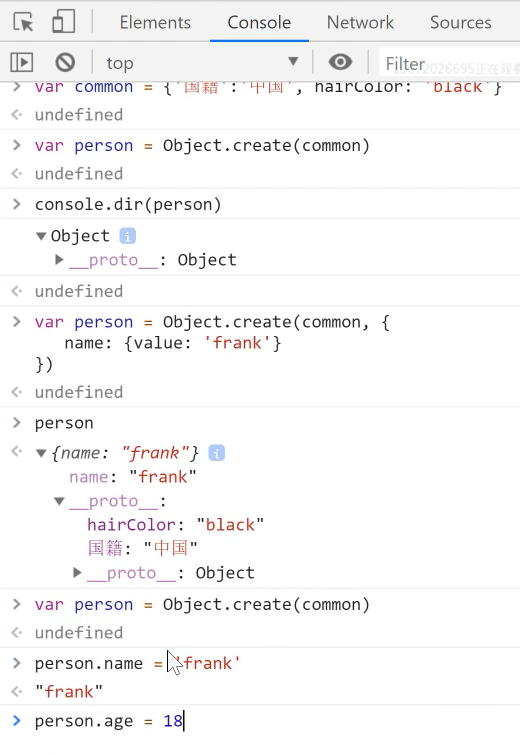 Elements Console Network Sources
top Filter
var common = {'国籍':'中国', hairColor: 'black'}
undefined
var person = Object.create(common)
undefined
console.dir(person)
Object
__proto__: Object
undefined
var person = Object.create(common, {
name: {value: 'frank'}
})
undefined
person
{name: "frank"}
name: "frank"
__proto__:
hairColor: "black"
国籍: "中国"
__proto__: Object
var person = Object.create(common)
undefined
person.name = 'frank'
"frank"
person.age = 18